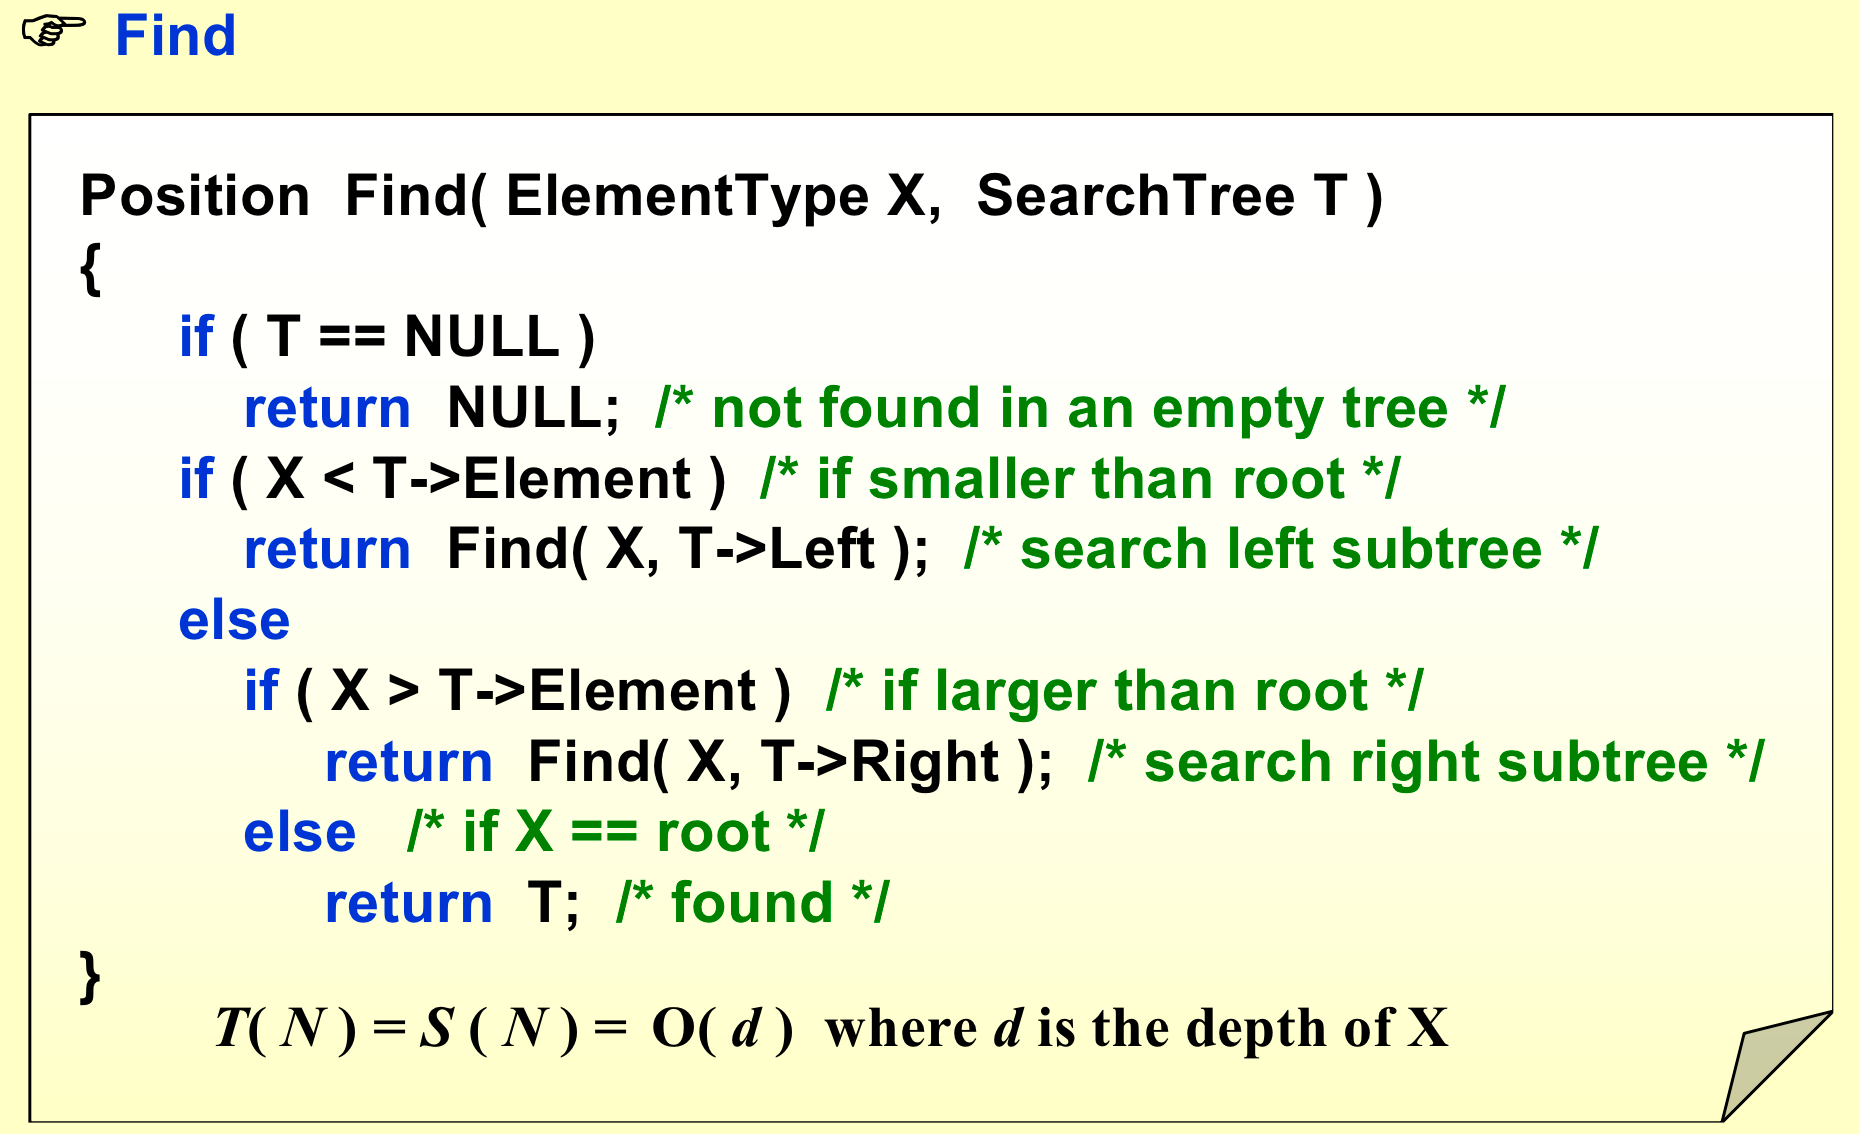 ☞ Find
Position Find( ElementType X, SearchTree T )
{
if ( T == NULL )
return NULL; /* not found in an empty tree */
if ( X < T->Element ) /* if smaller than root */
return Find( X, T->Left ); /* search left subtree */
else
if ( X > T->Element ) /* if larger than root */
return Find( X, T->Right ); /* search right subtree */
else /* if X == root */
return T; /* found */
}
T( N ) = S ( N ) = O( d ) where d is the depth of X